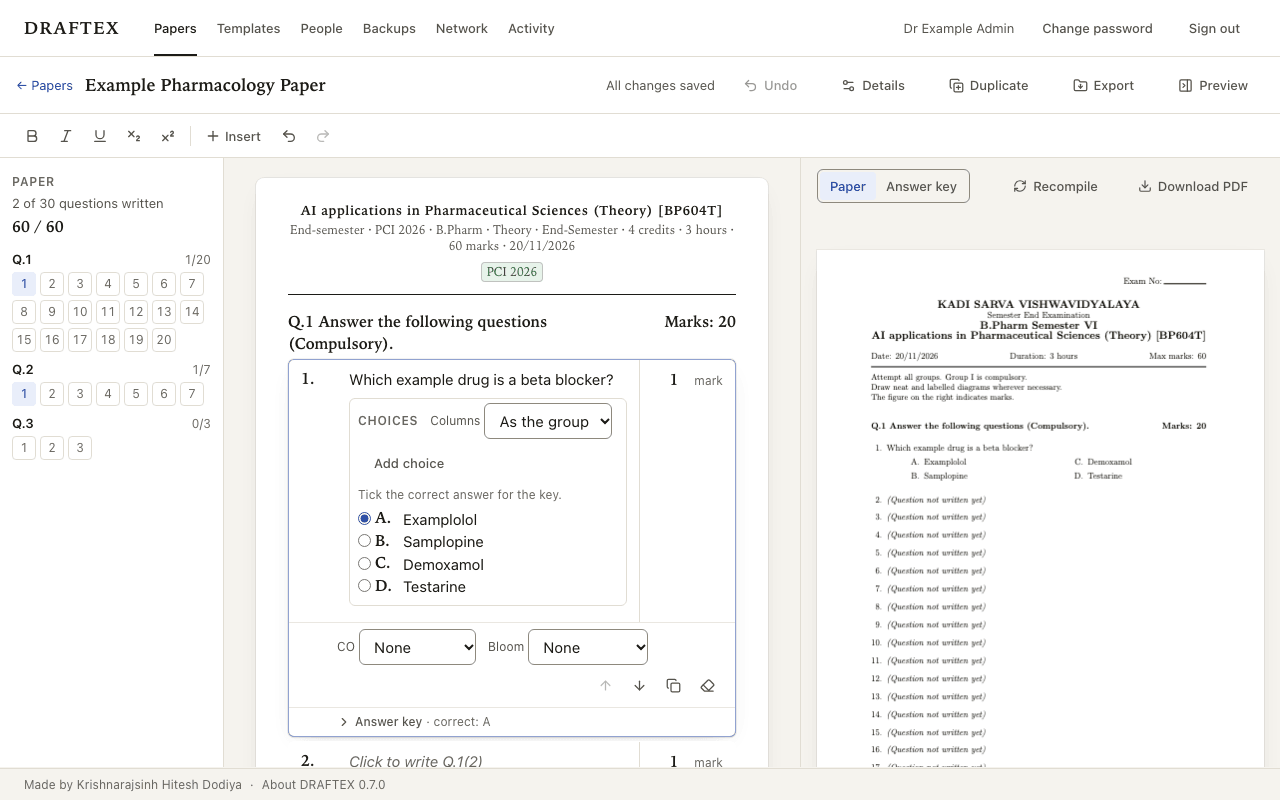 DRAFTEX
Papers
Templates
People
Backups
Network
Activity
Dr Example Admin
Change password
Sign out
← Papers
Example Pharmacology Paper
All changes saved
Undo
Details
Duplicate
Export
Preview
B
I
U
x₂
x²
Insert
PAPER
2 of 30 questions written
60 / 60
Q.1 1/20
1 2 3 4 5 6 7
8 9 10 11 12 13 14
15 16 17 18 19 20
Q.2 1/7
1 2 3 4 5 6 7
Q.3 0/3
1 2 3
AI applications in Pharmaceutical Sciences (Theory) [BP604T]
End-semester · PCI 2026 · B.Pharm · Theory · End-Semester · 4 credits · 3 hours ·
60 marks · 20/11/2026
PCI 2026
Q.1 Answer the following questions
(Compulsory).
Marks: 20
1. Which example drug is a beta blocker? 1 mark
CHOICES Columns As the group
Add choice
Tick the correct answer for the key.
A. Examplolol
B. Samplopine
C. Demoxamol
D. Testarine
CO None Bloom None
Answer key · correct: A
2. Click to write Q.1(2) 1 mark
Paper
Answer key
Recompile
Download PDF
Exam No:
KADI SARVA VISHWAVIDYALAYA
Semester End Examination
B.Pharm Semester VI
AI applications in Pharmaceutical Sciences (Theory) [BP604T]
Date: 20/11/2026 Duration: 3 hours Max marks: 60
Attempt all groups. Group I is compulsory.
Draw neat and labelled diagrams wherever necessary.
The figure on the right indicates marks.
Q.1 Answer the following questions (Compulsory). Marks: 20
1. Which example drug is a beta blocker?
A. Examplolol C. Demoxamol
B. Samplopine D. Testarine
2. (Question not written yet)
3. (Question not written yet)
4. (Question not written yet)
5. (Question not written yet)
6. (Question not written yet)
7. (Question not written yet)
8. (Question not written yet)
9. (Question not written yet)
10. (Question not written yet)
11. (Question not written yet)
12. (Question not written yet)
13. (Question not written yet)
14. (Question not written yet)
15. (Question not written yet)
16. (Question not written yet)
Made by Krishnarajsinh Hitesh Dodiya · About DRAFTEX 0.7.0